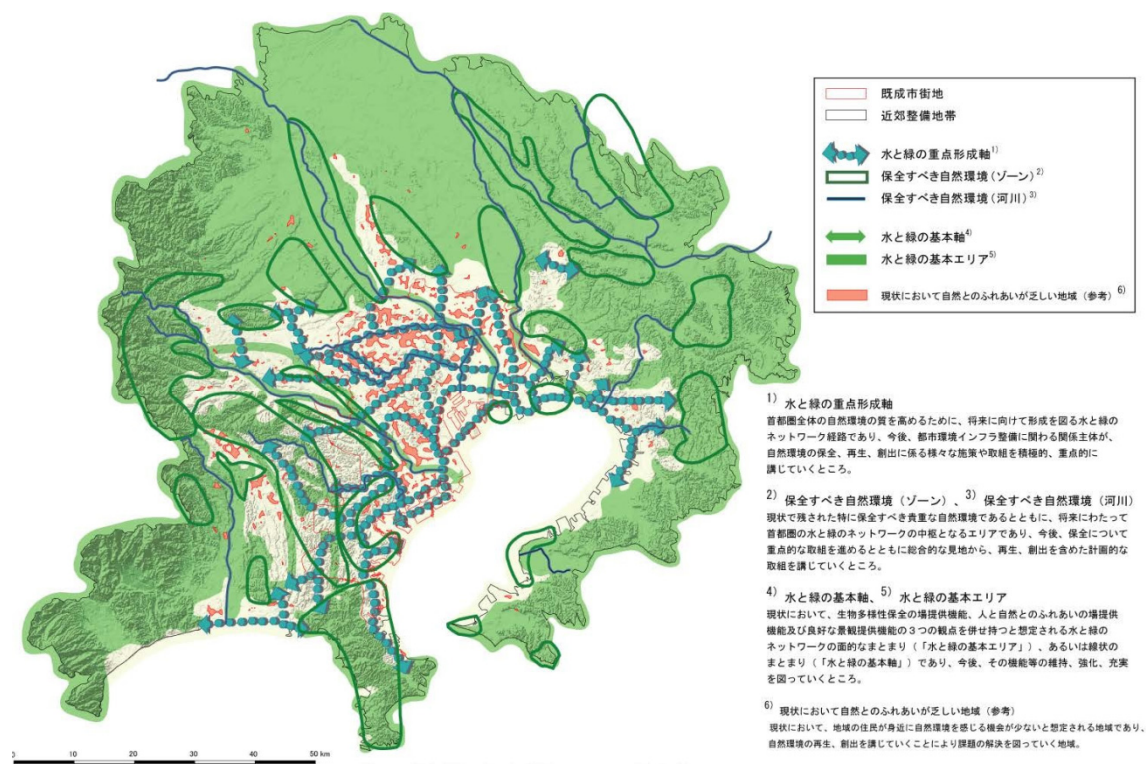 既成市街地
近郊整備地帯
水と緑の重点形成軸1)
保全すべき自然環境(ゾーン)2)
保全すべき自然環境(河川)3)
水と緑の基本軸4)
水と緑の基本エリア5)
現状において自然とのふれあいが乏しい地域(参考)6)
1) 水と緑の重点形成軸
首都圏全体の自然環境の質を高めるために、将来に向けて形成を図る水と緑の
ネットワーク経路であり、今後、都市環境インフラ整備に関わる関係主体が、
自然環境の保全、再生、創出に係る様々な施策や取組を積極的、重点的に
講じていくところ。
2) 保全すべき自然環境(ゾーン)、3) 保全すべき自然環境(河川)
現状で残された特に保全すべき貴重な自然環境であるとともに、将来にわたって
首都圏の水と緑のネットワークの中枢となるエリアであり、今後、保全について
重点的な取組を進めるとともに総合的な見地から、再生、創出を含めた計画的な
取組を講じていくところ。
4) 水と緑の基本軸、5) 水と緑の基本エリア
現状において、生物多様性保全の場提供機能、人と自然とのふれあいの場提供
機能及び良好な景観提供機能の3つの観点を併せ持つと想定される水と緑の
ネットワークの面的なまとまり(「水と緑の基本エリア」)、あるいは線状の
まとまり(「水と緑の基本軸」)であり、今後、その機能等の維持、強化、充実
を図っていくところ。
6) 現状において自然とのふれあいが乏しい地域(参考)
現状において、地域の住民が身近に自然環境を感じる機会が少ないと想定される地域であり、
自然環境の再生、創出を講じていくことにより課題の解決を図っていく地域。
0 10 20 30 40 50 km